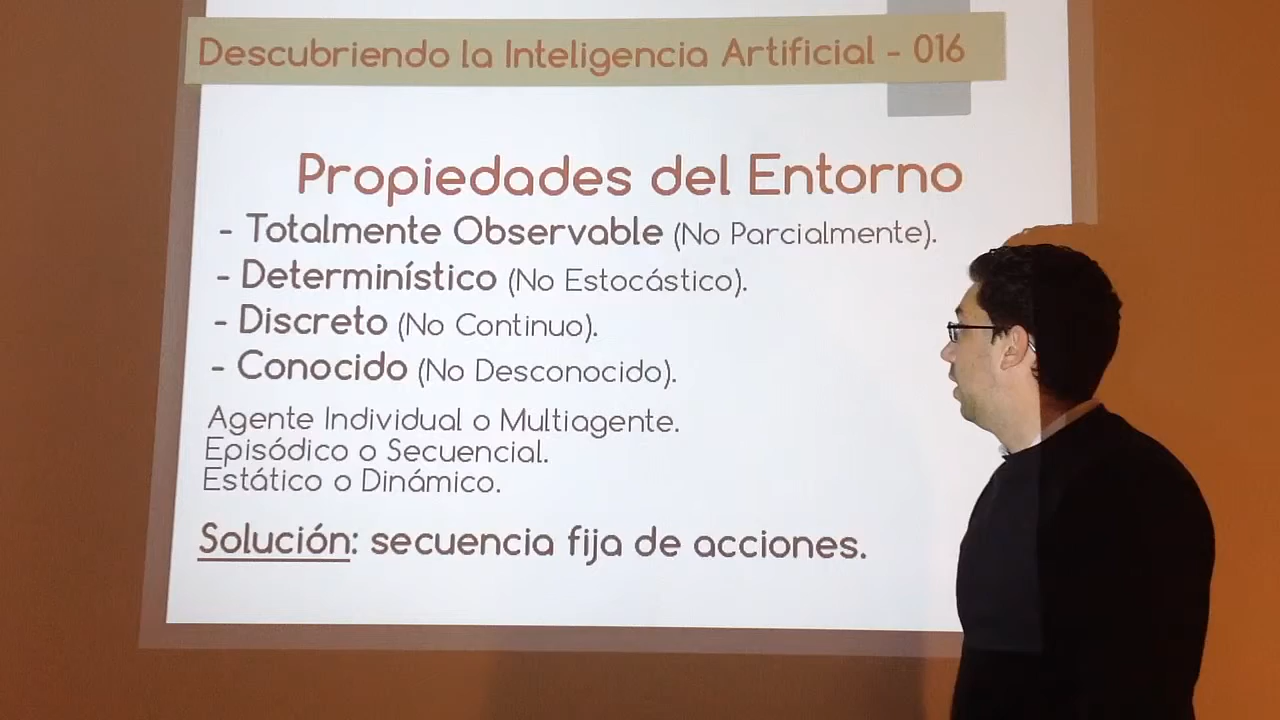 Descubriendo la Inteligencia Artificial - 016
Propiedades del Entorno
- Totalmente Observable (No Parcialmente).
- Determinístico (No Estocástico).
- Discreto (No Continuo).
- Conocido (No Desconocido).
Agente Individual o Multiagente.
Episódico o Secuencial.
Estático o Dinámico.
Solución: secuencia fija de acciones.